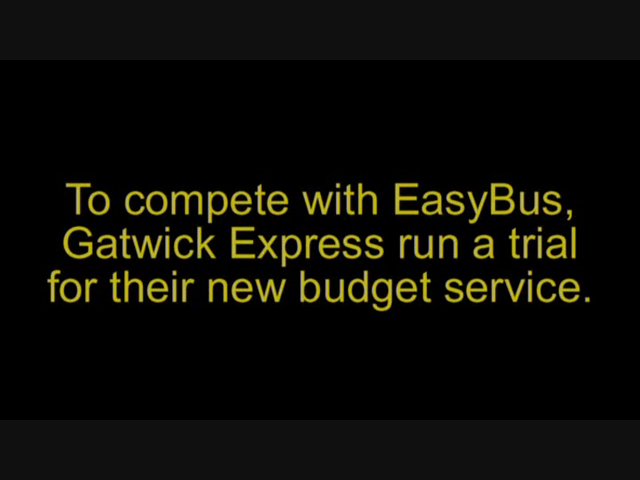 To compete with EasyBus,
Gatwick Express run a trial
for their new budget service.